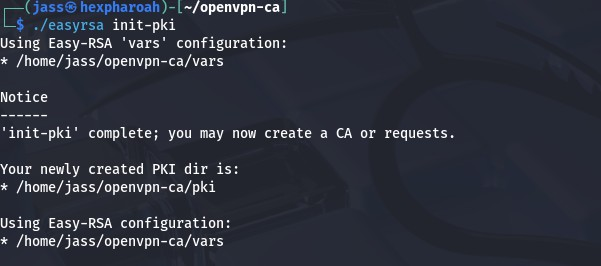 ┌──(jass㉿hexpharoah)-[~/openvpn-ca]
└─$ ./easyrsa init-pki
Using Easy-RSA 'vars' configuration:
* /home/jass/openvpn-ca/vars
Notice
------
'init-pki' complete; you may now create a CA or requests.
Your newly created PKI dir is:
* /home/jass/openvpn-ca/pki
Using Easy-RSA configuration:
* /home/jass/openvpn-ca/vars